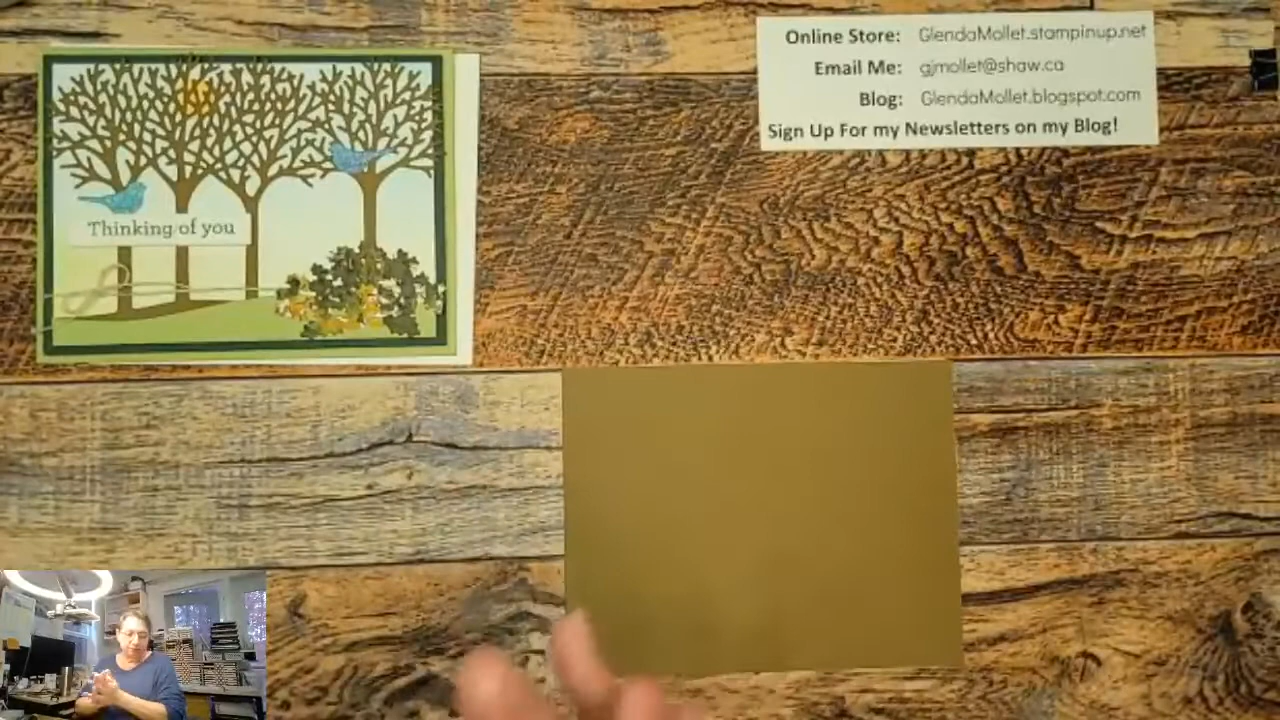 Online Store: GlendaMollet.stampinup.net
Email Me: gjmollet@shaw.ca
Blog: GlendaMollet.blogspot.com
Sign Up For my Newsletters on my Blog!
Thinking of you